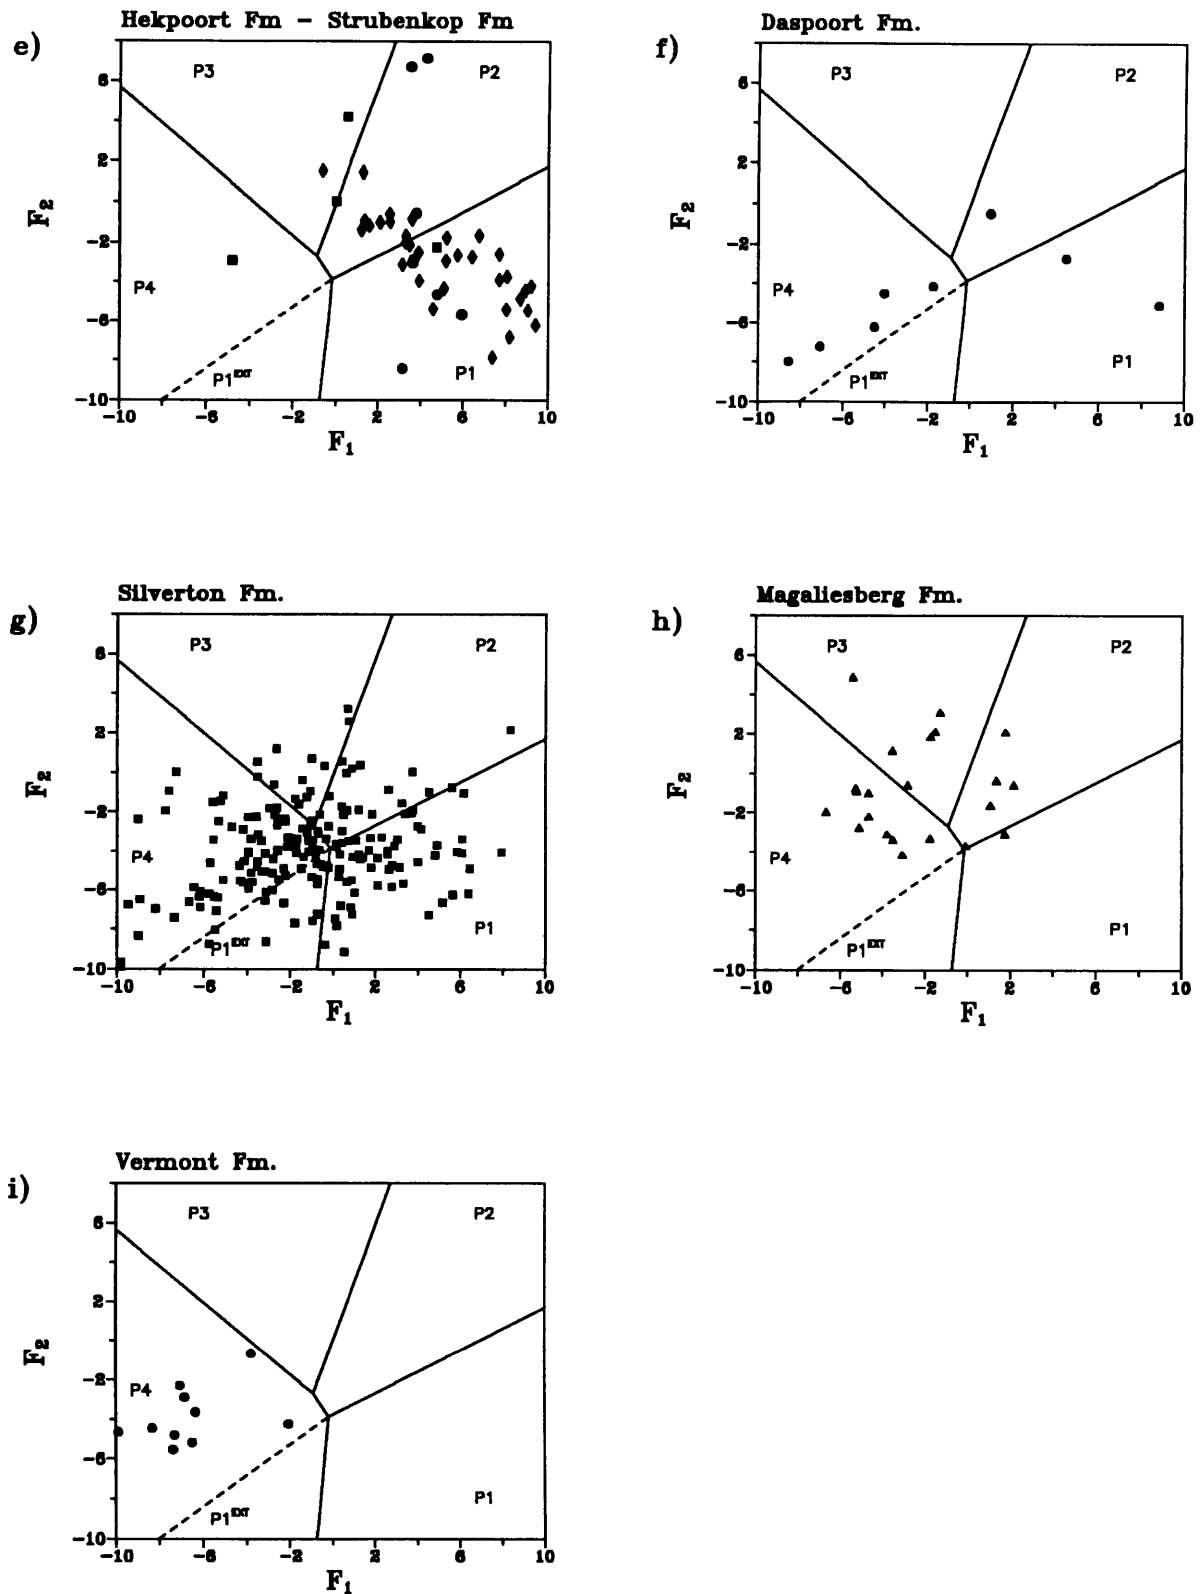 e)
Hekpoort Fm – Strubenkop Fm
P3
P2
P4
P1EXT
P1
6
2
-2
-6
-10
-10
-6
-2
2
6
10
F2
F1
f)
Daspoort Fm.
P3
P2
P4
P1EXT
P1
6
2
-2
-6
-10
-10
-6
-2
2
6
10
F2
F1
g)
Silverton Fm.
P3
P2
P4
P1EXT
P1
6
2
-2
-6
-10
-10
-6
-2
2
6
10
F2
F1
h)
Magaliesberg Fm.
P3
P2
P4
P1EXT
P1
6
2
-2
-6
-10
-10
-6
-2
2
6
10
F2
F1
i)
Vermont Fm.
P3
P2
P4
P1EXT
P1
6
2
-2
-6
-10
-10
-6
-2
2
6
10
F2
F1